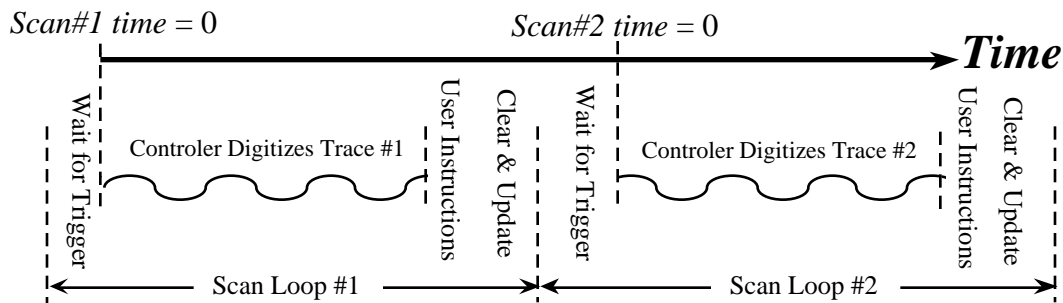 Scan#1 time = 0
Scan#2 time = 0
Time
Wait for Trigger
Controler Digitizes Trace #1
User Instructions
Clear & Update
Wait for Trigger
Controler Digitizes Trace #2
User Instructions
Clear & Update
Scan Loop #1
Scan Loop #2